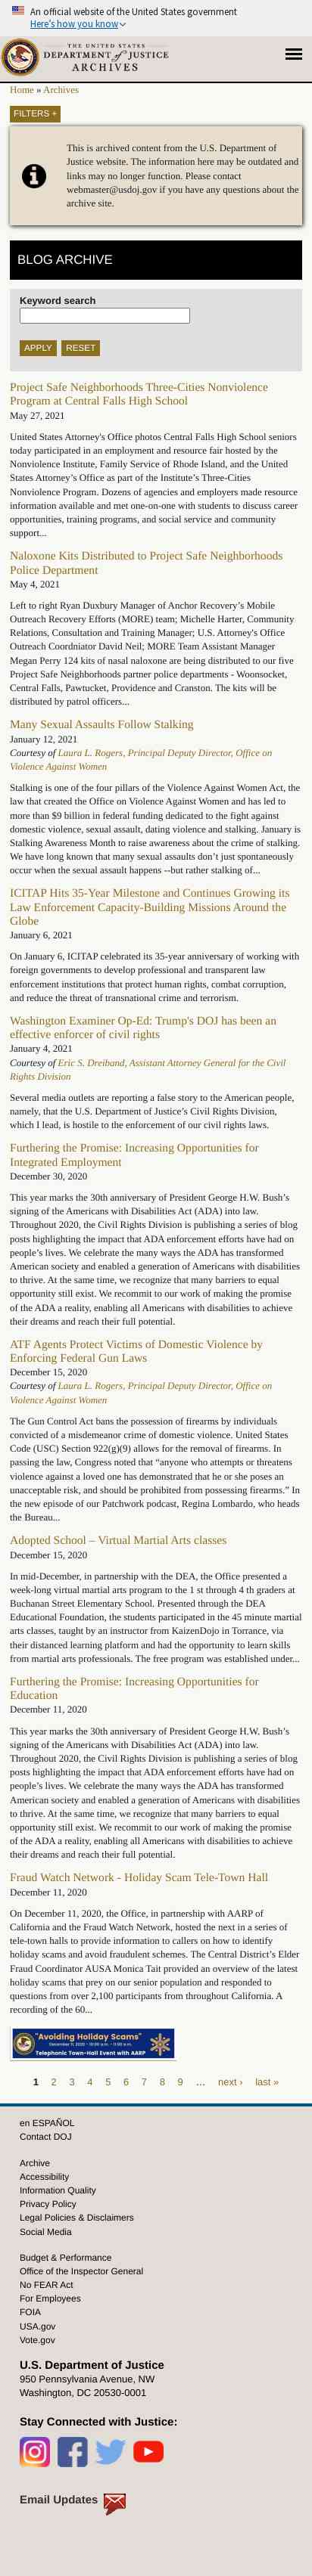 An official website of the United States government
Here's how you know
THE UNITED STATES
DEPARTMENT of JUSTICE
ARCHIVES
Home » Archives
FILTERS +
This is archived content from the U.S. Department of
Justice website. The information here may be outdated and
links may no longer function. Please contact
webmaster@usdoj.gov if you have any questions about the
archive site.
BLOG ARCHIVE
Keyword search
APPLY RESET
Project Safe Neighborhoods Three-Cities Nonviolence
Program at Central Falls High School
May 27, 2021
United States Attorney's Office photos Central Falls High School seniors
today participated in an employment and resource fair hosted by the
Nonviolence Institute, Family Service of Rhode Island, and the United
States Attorney’s Office as part of the Institute’s Three-Cities
Nonviolence Program. Dozens of agencies and employers made resource
information available and met one-on-one with students to discuss career
opportunities, training programs, and social service and community
support...
Naloxone Kits Distributed to Project Safe Neighborhoods
Police Department
May 4, 2021
Left to right Ryan Duxbury Manager of Anchor Recovery’s Mobile
Outreach Recovery Efforts (MORE) team; Michelle Harter, Community
Relations, Consultation and Training Manager; U.S. Attorney's Office
Outreach Coordniator David Neil; MORE Team Assistant Manager
Megan Perry 124 kits of nasal naloxone are being distributed to our five
Project Safe Neighborhoods partner police departments - Woonsocket,
Central Falls, Pawtucket, Providence and Cranston. The kits will be
distributed by patrol officers...
Many Sexual Assaults Follow Stalking
January 12, 2021
Courtesy of Laura L. Rogers, Principal Deputy Director, Office on
Violence Against Women
Stalking is one of the four pillars of the Violence Against Women Act, the
law that created the Office on Violence Against Women and has led to
more than $9 billion in federal funding dedicated to the fight against
domestic violence, sexual assault, dating violence and stalking. January is
Stalking Awareness Month to raise awareness about the crime of stalking.
We have long known that many sexual assaults don’t just spontaneously
occur when the sexual assault happens --but rather stalking of...
ICITAP Hits 35-Year Milestone and Continues Growing its
Law Enforcement Capacity-Building Missions Around the
Globe
January 6, 2021
On January 6, ICITAP celebrated its 35-year anniversary of working with
foreign governments to develop professional and transparent law
enforcement institutions that protect human rights, combat corruption,
and reduce the threat of transnational crime and terrorism.
Washington Examiner Op-Ed: Trump's DOJ has been an
effective enforcer of civil rights
January 4, 2021
Courtesy of Eric S. Dreiband, Assistant Attorney General for the Civil
Rights Division
Several media outlets are reporting a false story to the American people,
namely, that the U.S. Department of Justice’s Civil Rights Division,
which I lead, is hostile to the enforcement of our civil rights laws.
Furthering the Promise: Increasing Opportunities for
Integrated Employment
December 30, 2020
This year marks the 30th anniversary of President George H.W. Bush’s
signing of the Americans with Disabilities Act (ADA) into law.
Throughout 2020, the Civil Rights Division is publishing a series of blog
posts highlighting the impact that ADA enforcement efforts have had on
people’s lives. We celebrate the many ways the ADA has transformed
American society and enabled a generation of Americans with disabilities
to thrive. At the same time, we recognize that many barriers to equal
opportunity still exist. We recommit to our work of making the promise
of the ADA a reality, enabling all Americans with disabilities to achieve
their dreams and reach their full potential.
ATF Agents Protect Victims of Domestic Violence by
Enforcing Federal Gun Laws
December 15, 2020
Courtesy of Laura L. Rogers, Principal Deputy Director, Office on
Violence Against Women
The Gun Control Act bans the possession of firearms by individuals
convicted of a misdemeanor crime of domestic violence. United States
Code (USC) Section 922(g)(9) allows for the removal of firearms. In
passing the law, Congress noted that “anyone who attempts or threatens
violence against a loved one has demonstrated that he or she poses an
unacceptable risk, and should be prohibited from possessing firearms.” In
the new episode of our Patchwork podcast, Regina Lombardo, who heads
the Bureau...
Adopted School – Virtual Martial Arts classes
December 15, 2020
In mid-December, in partnership with the DEA, the Office presented a
week-long virtual martial arts program to the 1 st through 4 th graders at
Buchanan Street Elementary School. Presented through the DEA
Educational Foundation, the students participated in the 45 minute martial
arts classes, taught by an instructor from KaizenDojo in Torrance, via
their distanced learning platform and had the opportunity to learn skills
from martial arts professionals. The free program was established under...
Furthering the Promise: Increasing Opportunities for
Education
December 11, 2020
This year marks the 30th anniversary of President George H.W. Bush’s
signing of the Americans with Disabilities Act (ADA) into law.
Throughout 2020, the Civil Rights Division is publishing a series of blog
posts highlighting the impact that ADA enforcement efforts have had on
people’s lives. We celebrate the many ways the ADA has transformed
American society and enabled a generation of Americans with disabilities
to thrive. At the same time, we recognize that many barriers to equal
opportunity still exist. We recommit to our work of making the promise
of the ADA a reality, enabling all Americans with disabilities to achieve
their dreams and reach their full potential.
Fraud Watch Network - Holiday Scam Tele-Town Hall
December 11, 2020
On December 11, 2020, the Office, in partnership with AARP of
California and the Fraud Watch Network, hosted the next in a series of
tele-town halls to provide information to callers on how to identify
holiday scams and avoid fraudulent schemes. The Central District’s Elder
Fraud Coordinator AUSA Monica Tait provided an overview of the latest
holiday scams that prey on our senior population and responded to
questions from over 2,100 participants from throughout California. A
recording of the 60...
"Avoiding Holiday Scams"
December 11, 2020 - 10:00 a.m. - 11:00 a.m.
Telephonic Town-Hall Event with AARP
1 2 3 4 5 6 7 8 9 … next › last »
en ESPAÑOL
Contact DOJ
Archive
Accessibility
Information Quality
Privacy Policy
Legal Policies & Disclaimers
Social Media
Budget & Performance
Office of the Inspector General
No FEAR Act
For Employees
FOIA
USA.gov
Vote.gov
U.S. Department of Justice
950 Pennsylvania Avenue, NW
Washington, DC 20530-0001
Stay Connected with Justice:
Email Updates